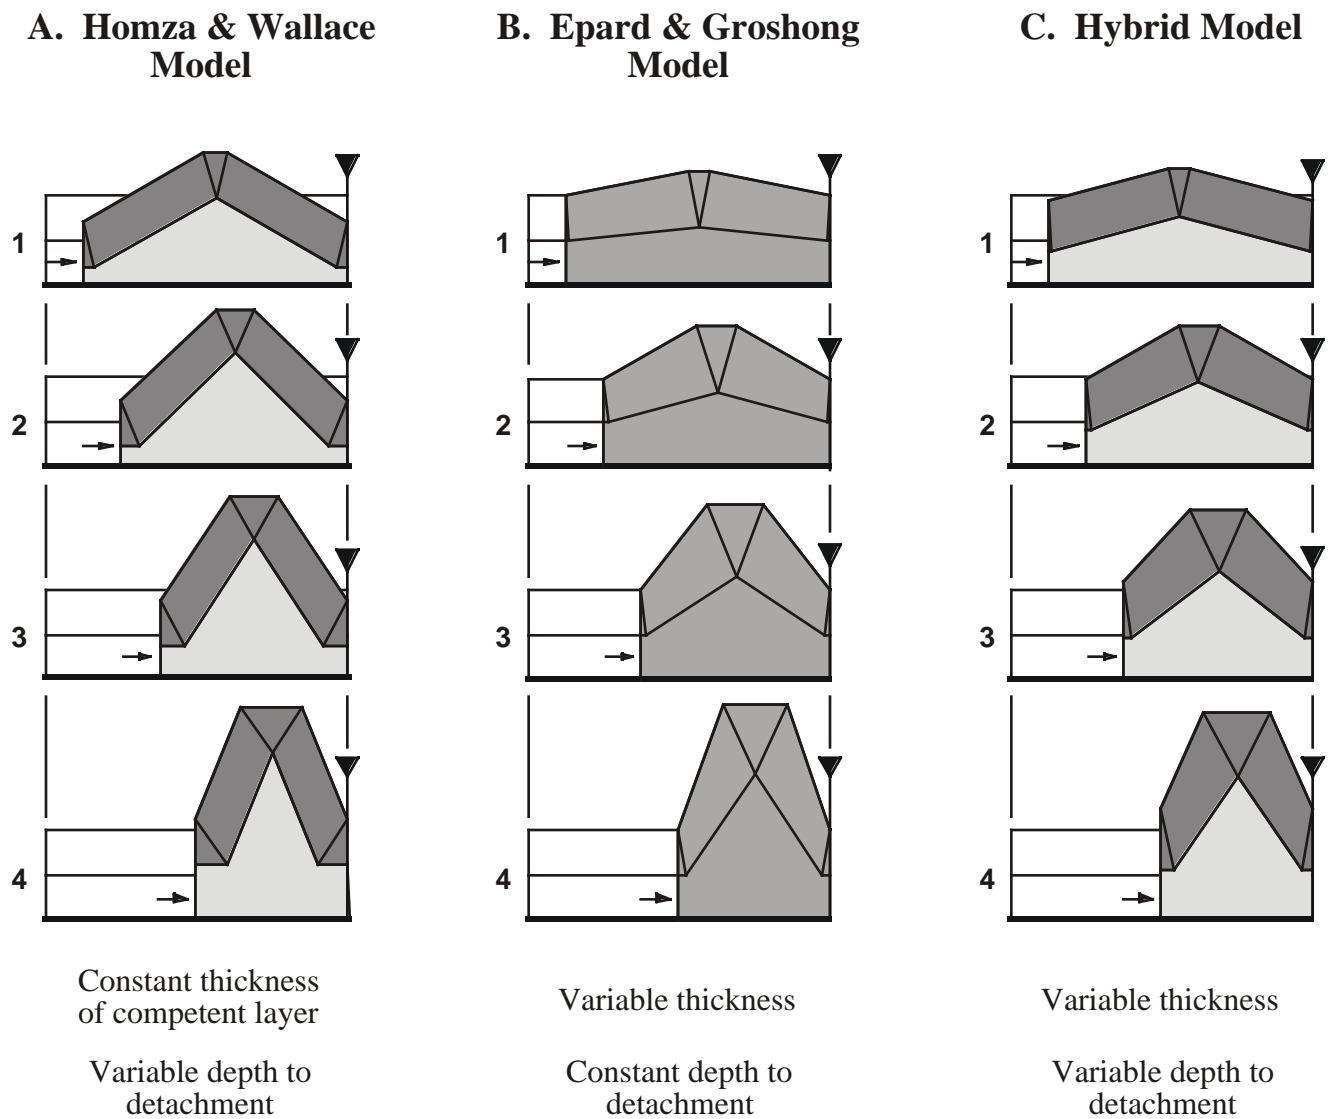 A. Homza & Wallace
Model
B. Epard & Groshong
Model
C. Hybrid Model
1
2
3
4
1
2
3
4
1
2
3
4
Constant thickness
of competent layer
Variable depth to
detachment
Variable thickness
Constant depth to
detachment
Variable thickness
Variable depth to
detachment